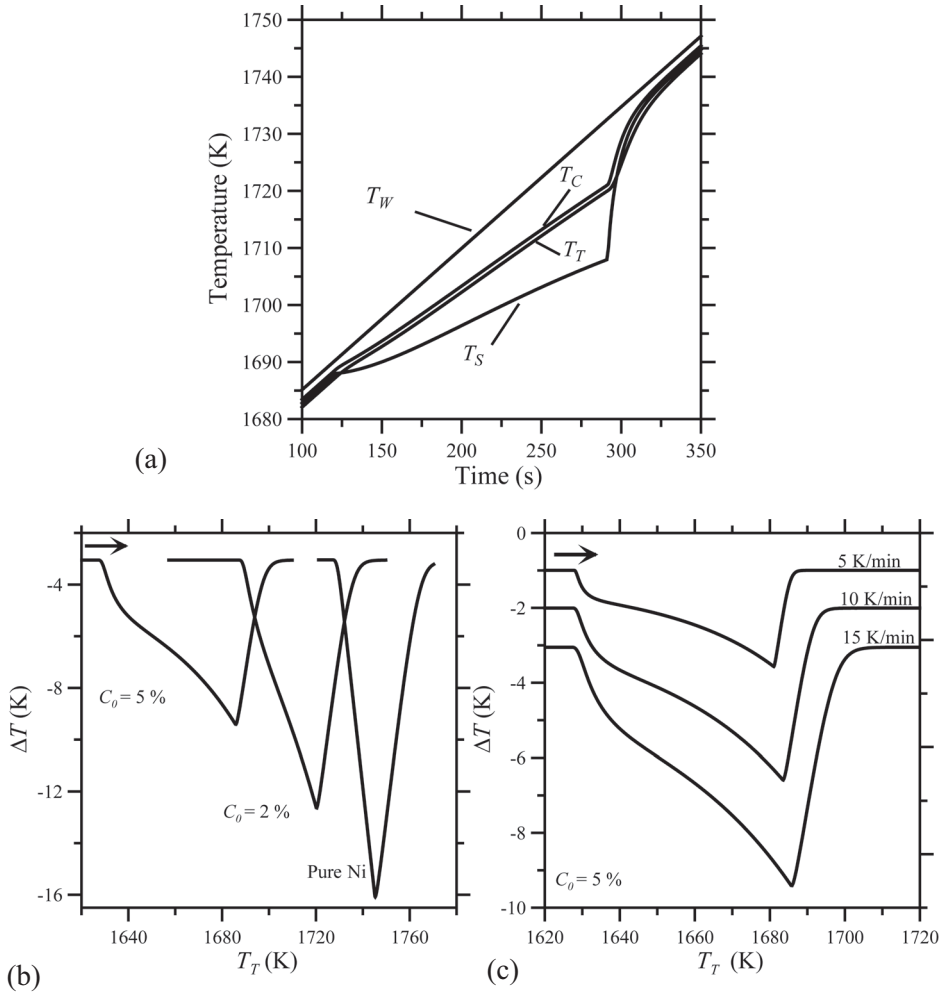 1750
1740
1730
1720
1710
1700
1690
1680
Temperature (K)
T_W
T_C
T_T
T_S
100 150 200 250 300 350
Time (s)
(a)
-4
-8
-12
-16
ΔT (K)
C_0 = 5 %
C_0 = 2 %
Pure Ni
1640 1680 1720 1760
T_T (K)
(b)
0
-2
-4
-6
-8
-10
ΔT (K)
5 K/min
10 K/min
15 K/min
C_0 = 5 %
1620 1640 1660 1680 1700 1720
T_T (K)
(c)